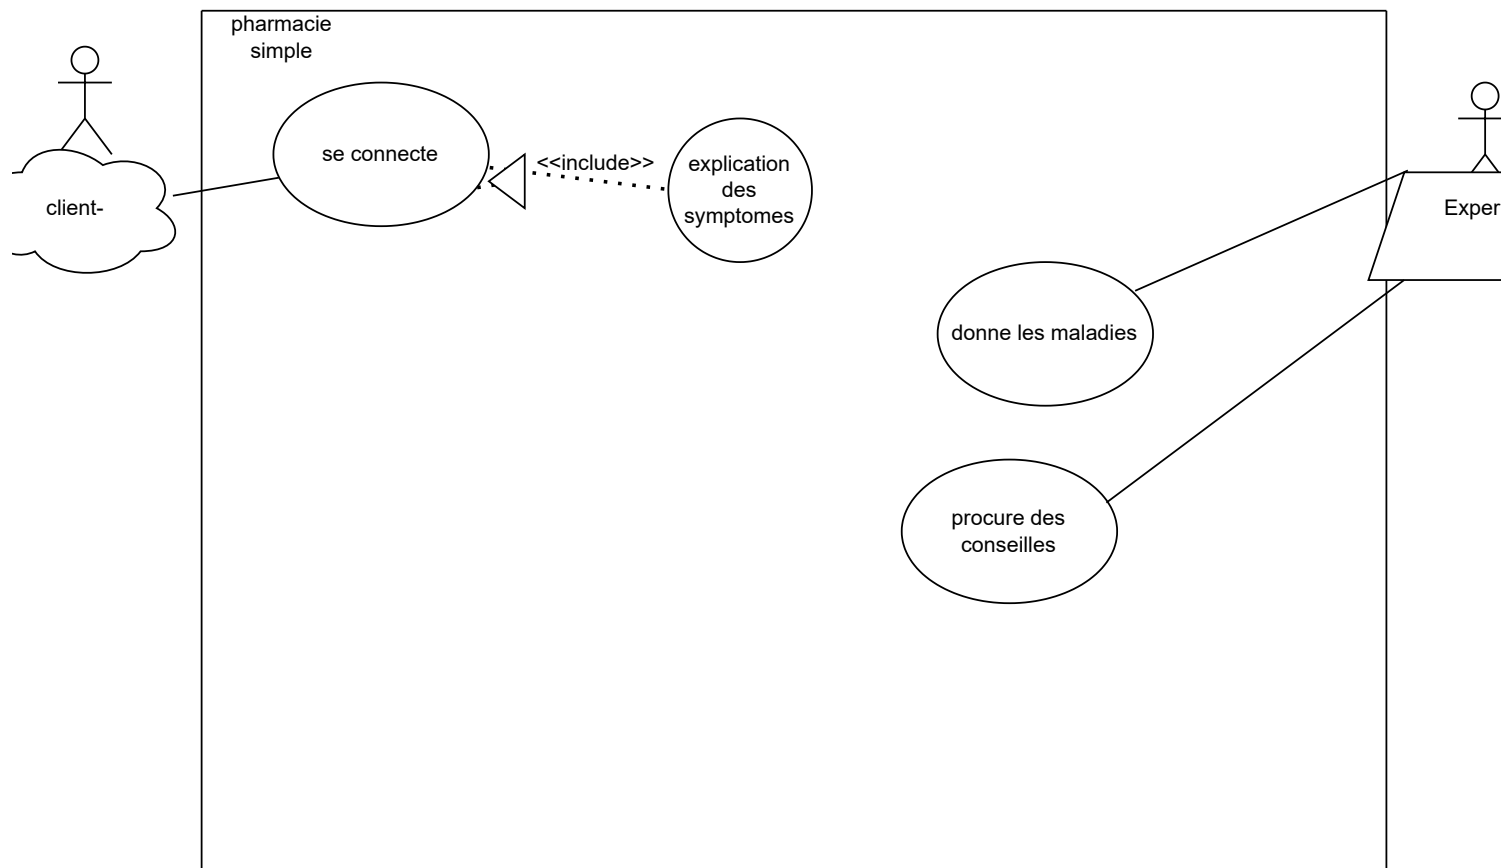 pharmacie
simple
se connecte
<<include>>
explication
des
symptomes
client-
Exper
donne les maladies
procure des
conseilles